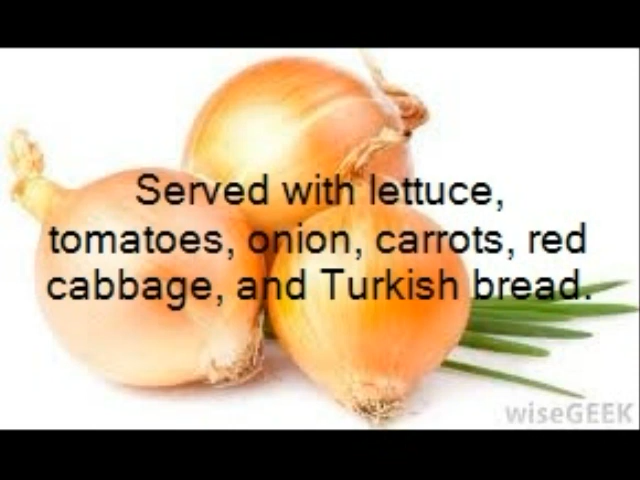 Served with lettuce,
tomatoes, onion, carrots, red
cabbage, and Turkish bread.
wiseGEEK